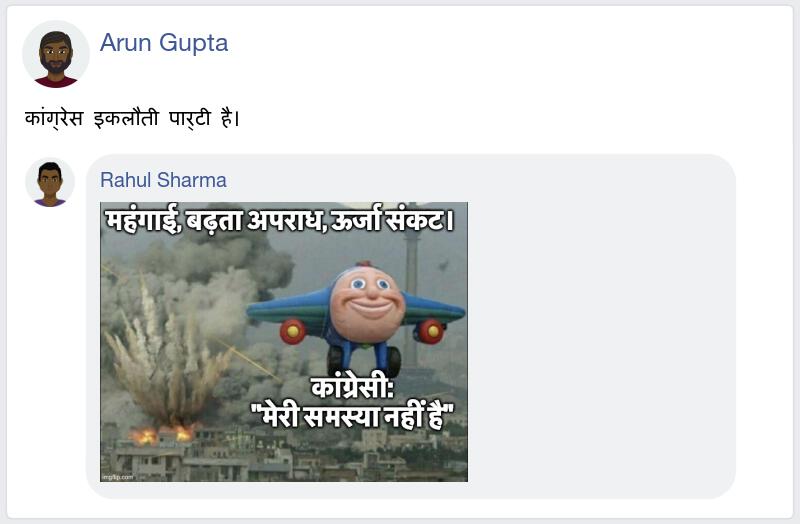 Arun Gupta
कांग्रेस इकलौती पार्टी है।
Rahul Sharma
महंगाई, बढ़ता अपराध, ऊर्जा संकट।
कांग्रेसी:
"मेरी समस्या नहीं है"
imgflip.com